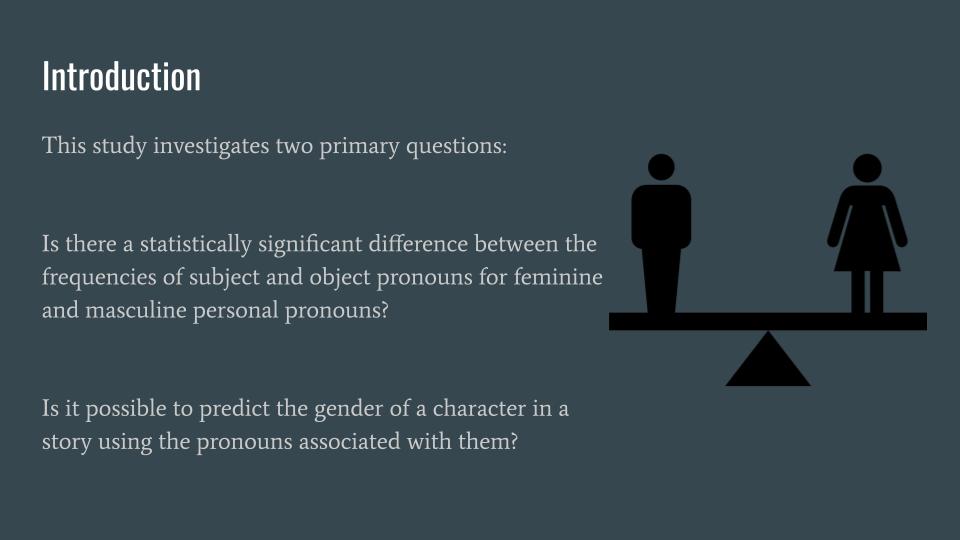 Introduction
This study investigates two primary questions:
Is there a statistically significant difference between the
frequencies of subject and object pronouns for feminine
and masculine personal pronouns?
Is it possible to predict the gender of a character in a
story using the pronouns associated with them?